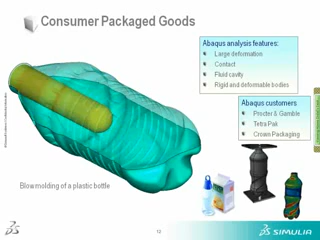 Consumer Packaged Goods
Abaqus analysis features:
• Large deformation
• Contact
• Fluid cavity
• Rigid and deformable bodies
Abaqus customers
• Procter & Gamble
• Tetra Pak
• Crown Packaging
Blow molding of a plastic bottle
12
SIMULIA